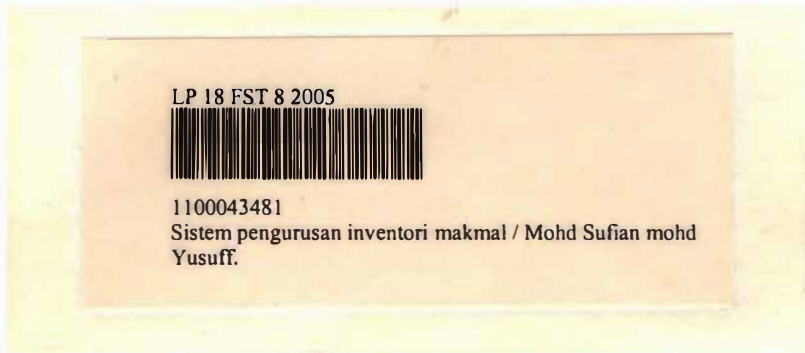 LP 18 FST 8 2005
1100043481
Sistem pengurusan inventori makmal / Mohd Sufian mohd
Yusuff.